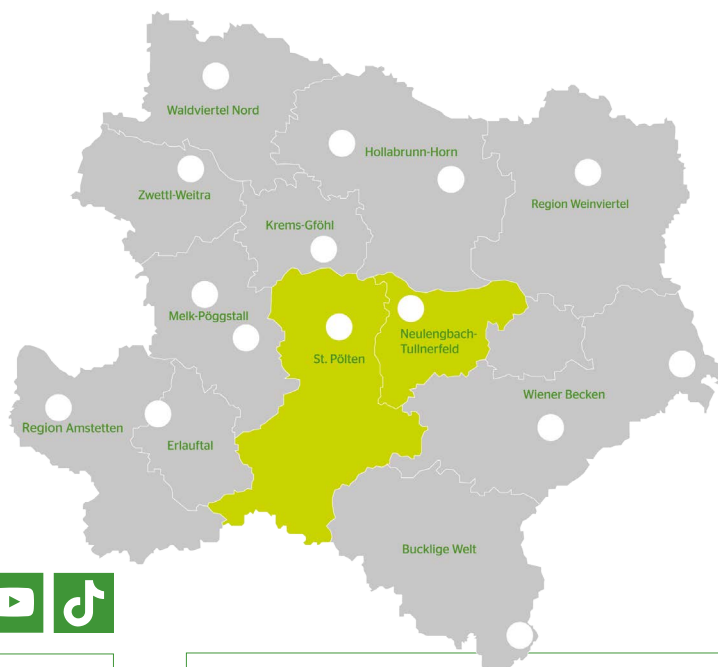 Waldviertel Nord
Hollabrunn-Horn
Zwettl-Weitra
Region Weinviertel
Krems-Gföhl
Melk-Pöggstall
Neulengbach-
Tullnerfeld
St. Pölten
Wiener Becken
Region Amstetten
Erlauftal
Bucklige Welt